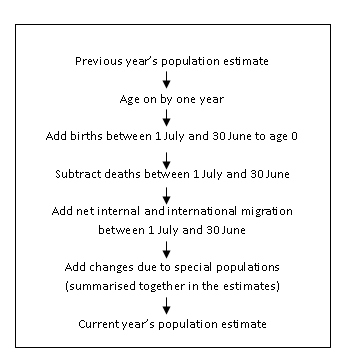 Previous year's population estimate
Age on by one year
Add births between 1 July and 30 June to age 0
Subtract deaths between 1 July and 30 June
Add net internal and international migration
between 1 July and 30 June
Add changes due to special populations
(summarised together in the estimates)
Current year's population estimate